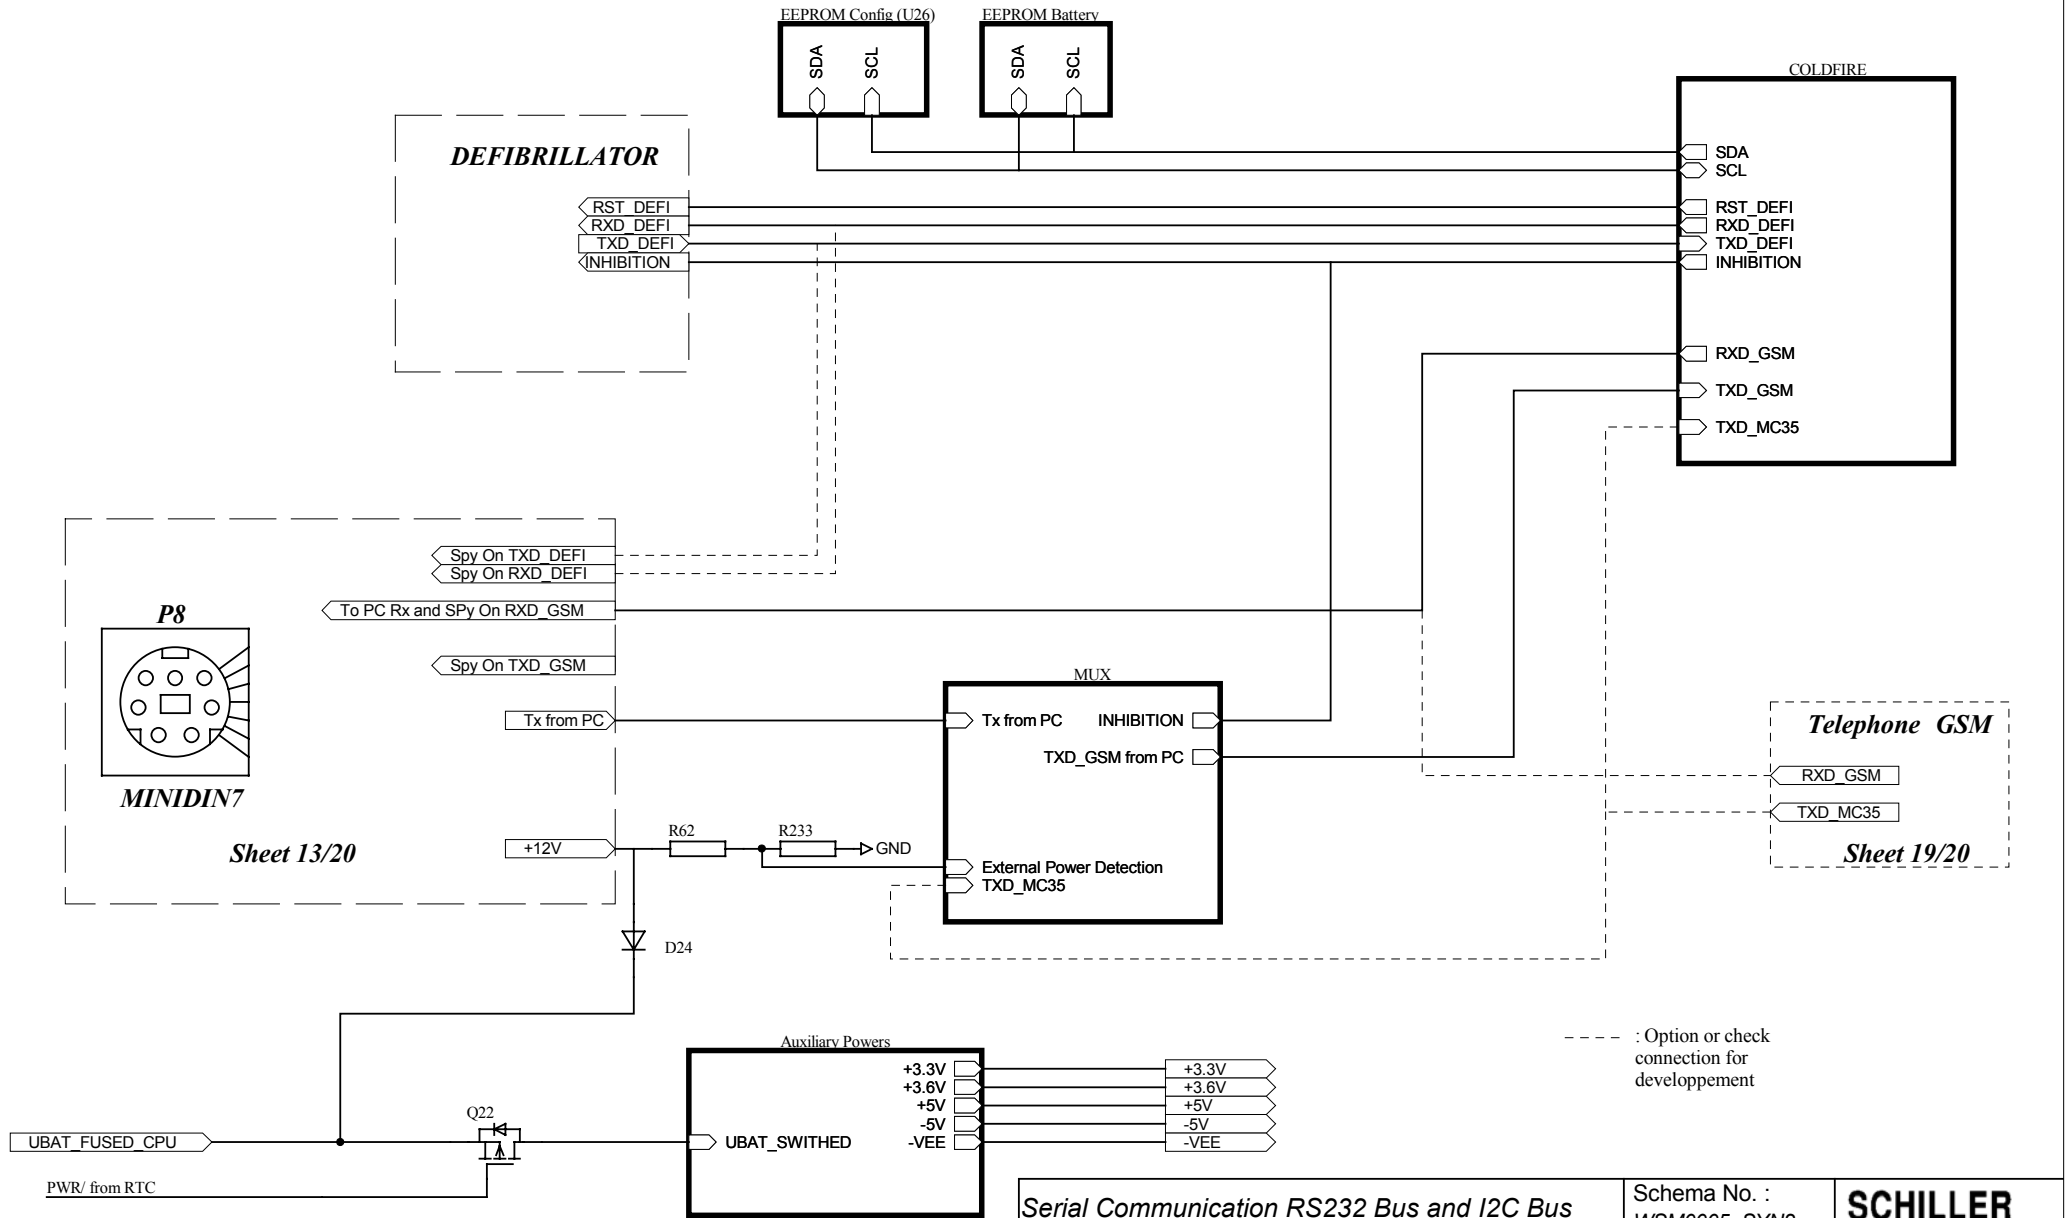 EEPROM Config (U26)
EEPROM Battery
SDA
SCL
SDA
SCL
COLDFIRE
DEFIBRILLATOR
SDA
SCL
RST_DEFI
RXD_DEFI
TXD_DEFI
INHIBITION
RST_DEFI
RXD_DEFI
TXD_DEFI
INHIBITION
RXD_GSM
TXD_GSM
TXD_MC35
Spy On TXD_DEFI
Spy On RXD_DEFI
To PC Rx and SPy On RXD_GSM
P8
Spy On TXD_GSM
Tx from PC
MINIDIN7
Sheet 13/20
+12V
R62
R233
GND
D24
MUX
Tx from PC
INHIBITION
TXD_GSM from PC
External Power Detection
TXD_MC35
Telephone GSM
RXD_GSM
TXD_MC35
Sheet 19/20
: Option or check
connection for
developpement
Auxiliary Powers
+3.3V
+3.6V
+5V
-5V
-VEE
UBAT_SWITHED
+3.3V
+3.6V
+5V
-5V
-VEE
Q22
UBAT_FUSED_CPU
PWR/ from RTC
Serial Communication RS232 Bus and I2C Bus
Schema No. :
SCHILLER